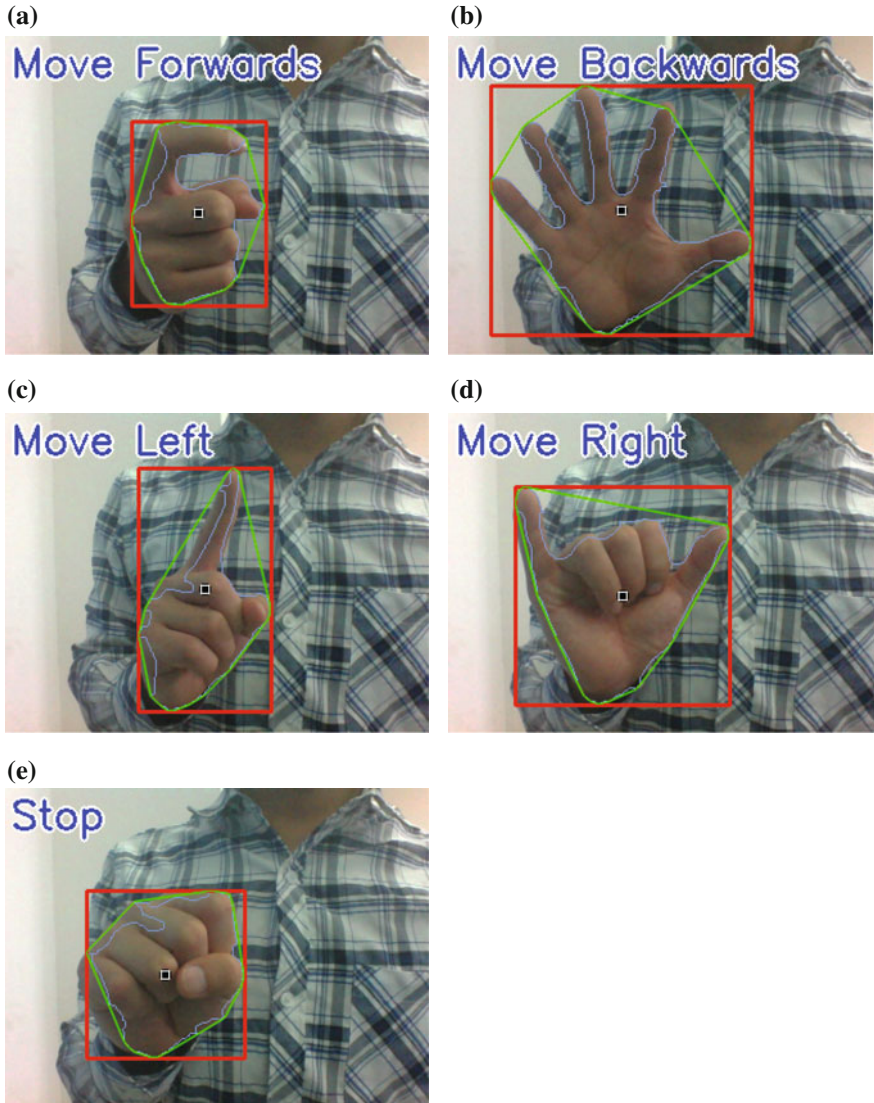 (a)
Move Forwards
(b)
Move Backwards
(c)
Move Left
(d)
Move Right
(e)
Stop